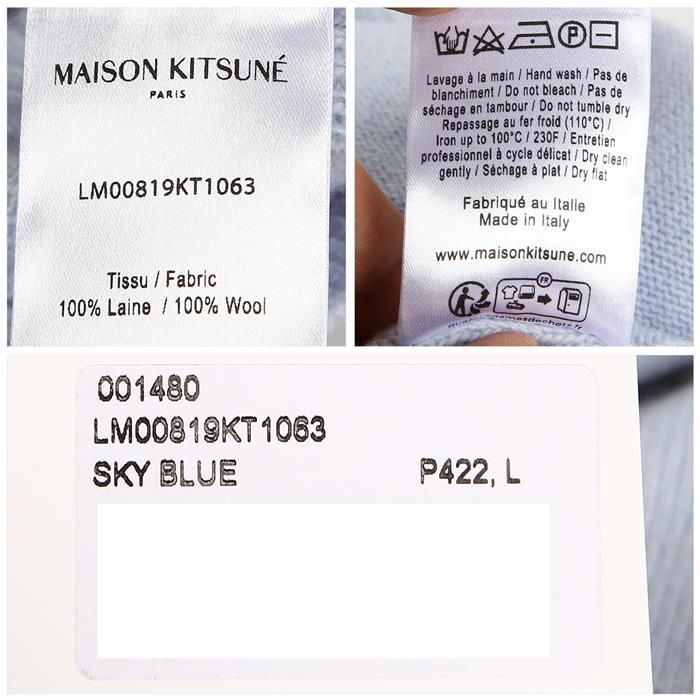 MAISON KITSUNÉ
PARIS
LM00819KT1063
Tissu / Fabric
100% Laine / 100% Wool
Lavage à la main / Hand wash / Pas de
blanchiment / Do not bleach / Pas de
séchage en tambour / Do not tumble dry
Repassage au fer froid (110°C) /
Iron up to 100°C / 230F / Entretien
professionnel à cycle délicat / Dry clean
gently / Séchage à plat / Dry flat
Fabriqué au Italie
Made in Italy
www.maisonkitsune.com
FR
001480
LM00819KT1063
SKY BLUE P422, L